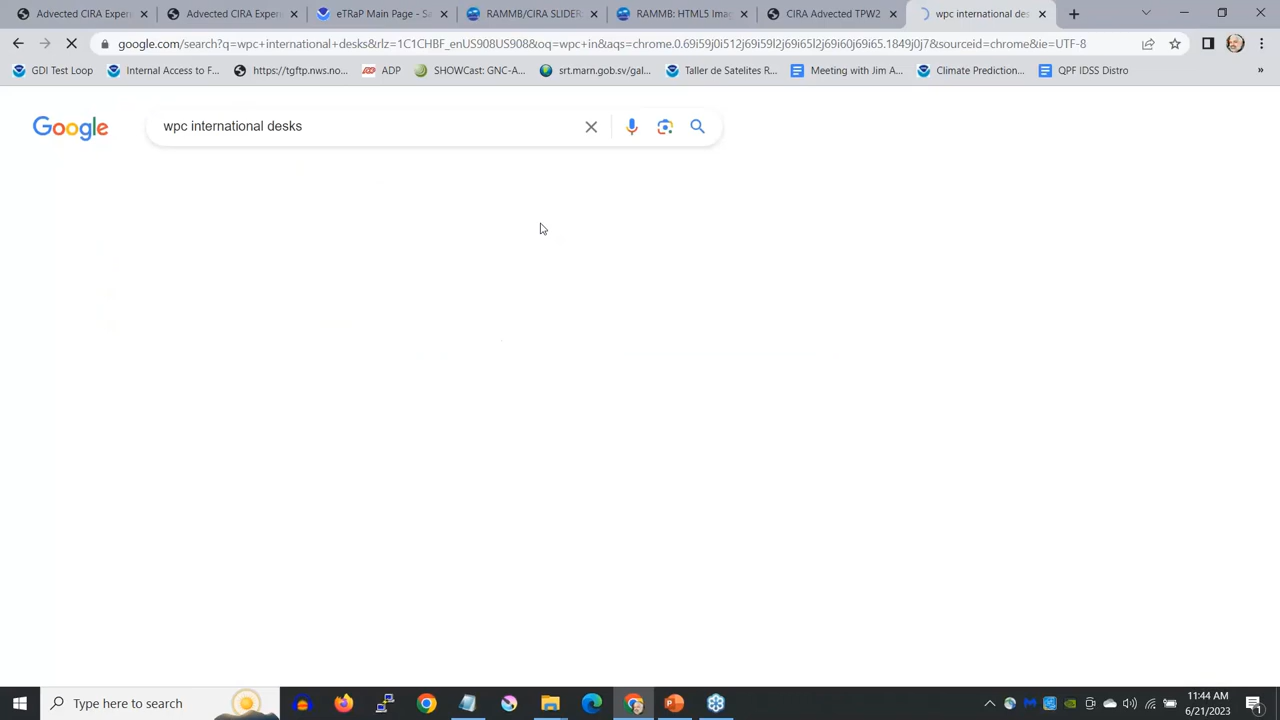 Advected CIRA Experi
Advected CIRA Experi
eTRaP Main Page - Sa
RAMMB/CIRA SLIDER:
RAMMB: HTML5 Imag
CIRA Advected TPW2
wpc international des
google.com/search?q=wpc+international+desks&rlz=1C1CHBF_enUS908US908&oq=wpc+in&aqs=chrome.0.69i59j0i512j69i59l2j69i65l2j69i60j69i65.1849j0j7&sourceid=chrome&ie=UTF-8
GDI Test Loop
Internal Access to F...
https://tgftp.nws.no...
ADP
SHOWCast: GNC-A...
srt.marn.gob.sv/gal...
Taller de Satelites R...
Meeting with Jim A...
Climate Prediction...
QPF IDSS Distro
»
Google
wpc international desks
Type here to search
11:44 AM
6/21/2023